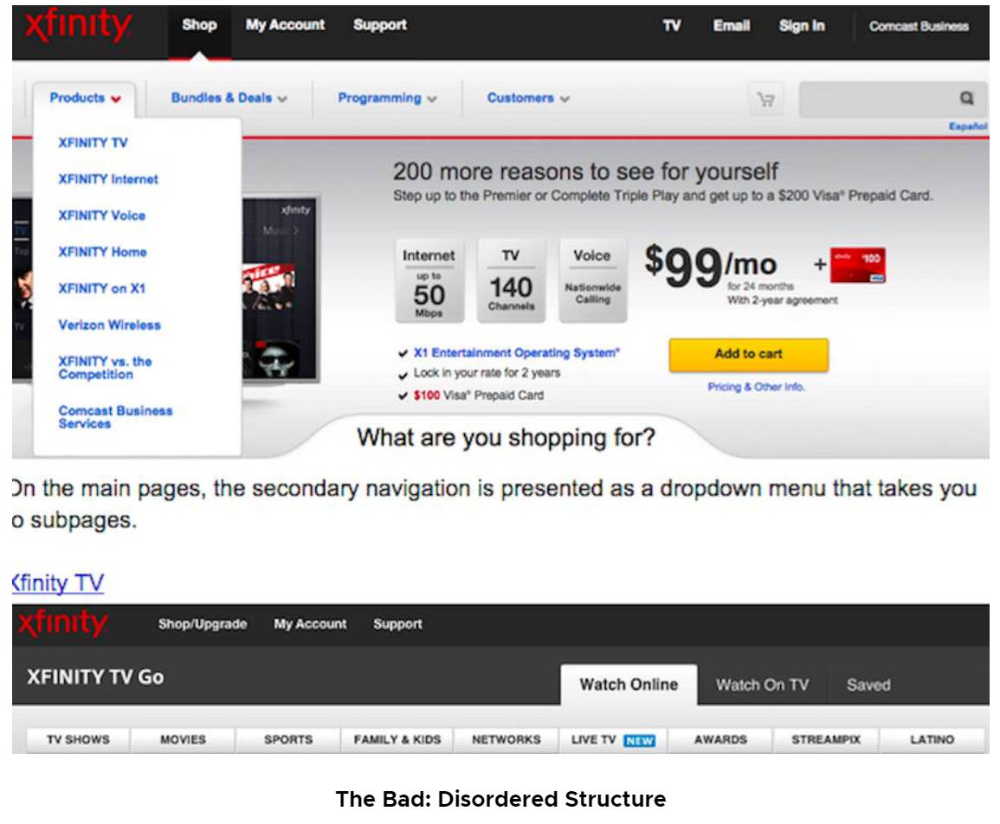 xfinity Shop My Account Support TV Email Sign In Comcast Business
Products Bundles & Deals Programming Customers
Español
XFINITY TV
XFINITY Internet
XFINITY Voice
XFINITY Home
XFINITY on X1
Verizon Wireless
XFINITY vs. the
Competition
Comcast Business
Services
xfinity
Music >
TV
Top
TV
200 more reasons to see for yourself
Step up to the Premier or Complete Triple Play and get up to a $200 Visa® Prepaid Card.
Internet
up to
50
Mbps
TV
140
Channels
Voice
Nationwide
Calling
$99/mo
for 24 months
With 2-year agreement
+
$100
VISA
X1 Entertainment Operating System®
Lock in your rate for 2 years
$100 Visa® Prepaid Card
Add to cart
Pricing & Other Info.
What are you shopping for?
On the main pages, the secondary navigation is presented as a dropdown menu that takes you
o subpages.
Xfinity TV
xfinity Shop/Upgrade My Account Support
XFINITY TV Go Watch Online Watch On TV Saved
TV SHOWS MOVIES SPORTS FAMILY & KIDS NETWORKS LIVE TV NEW AWARDS STREAMPIX LATINO
The Bad: Disordered Structure